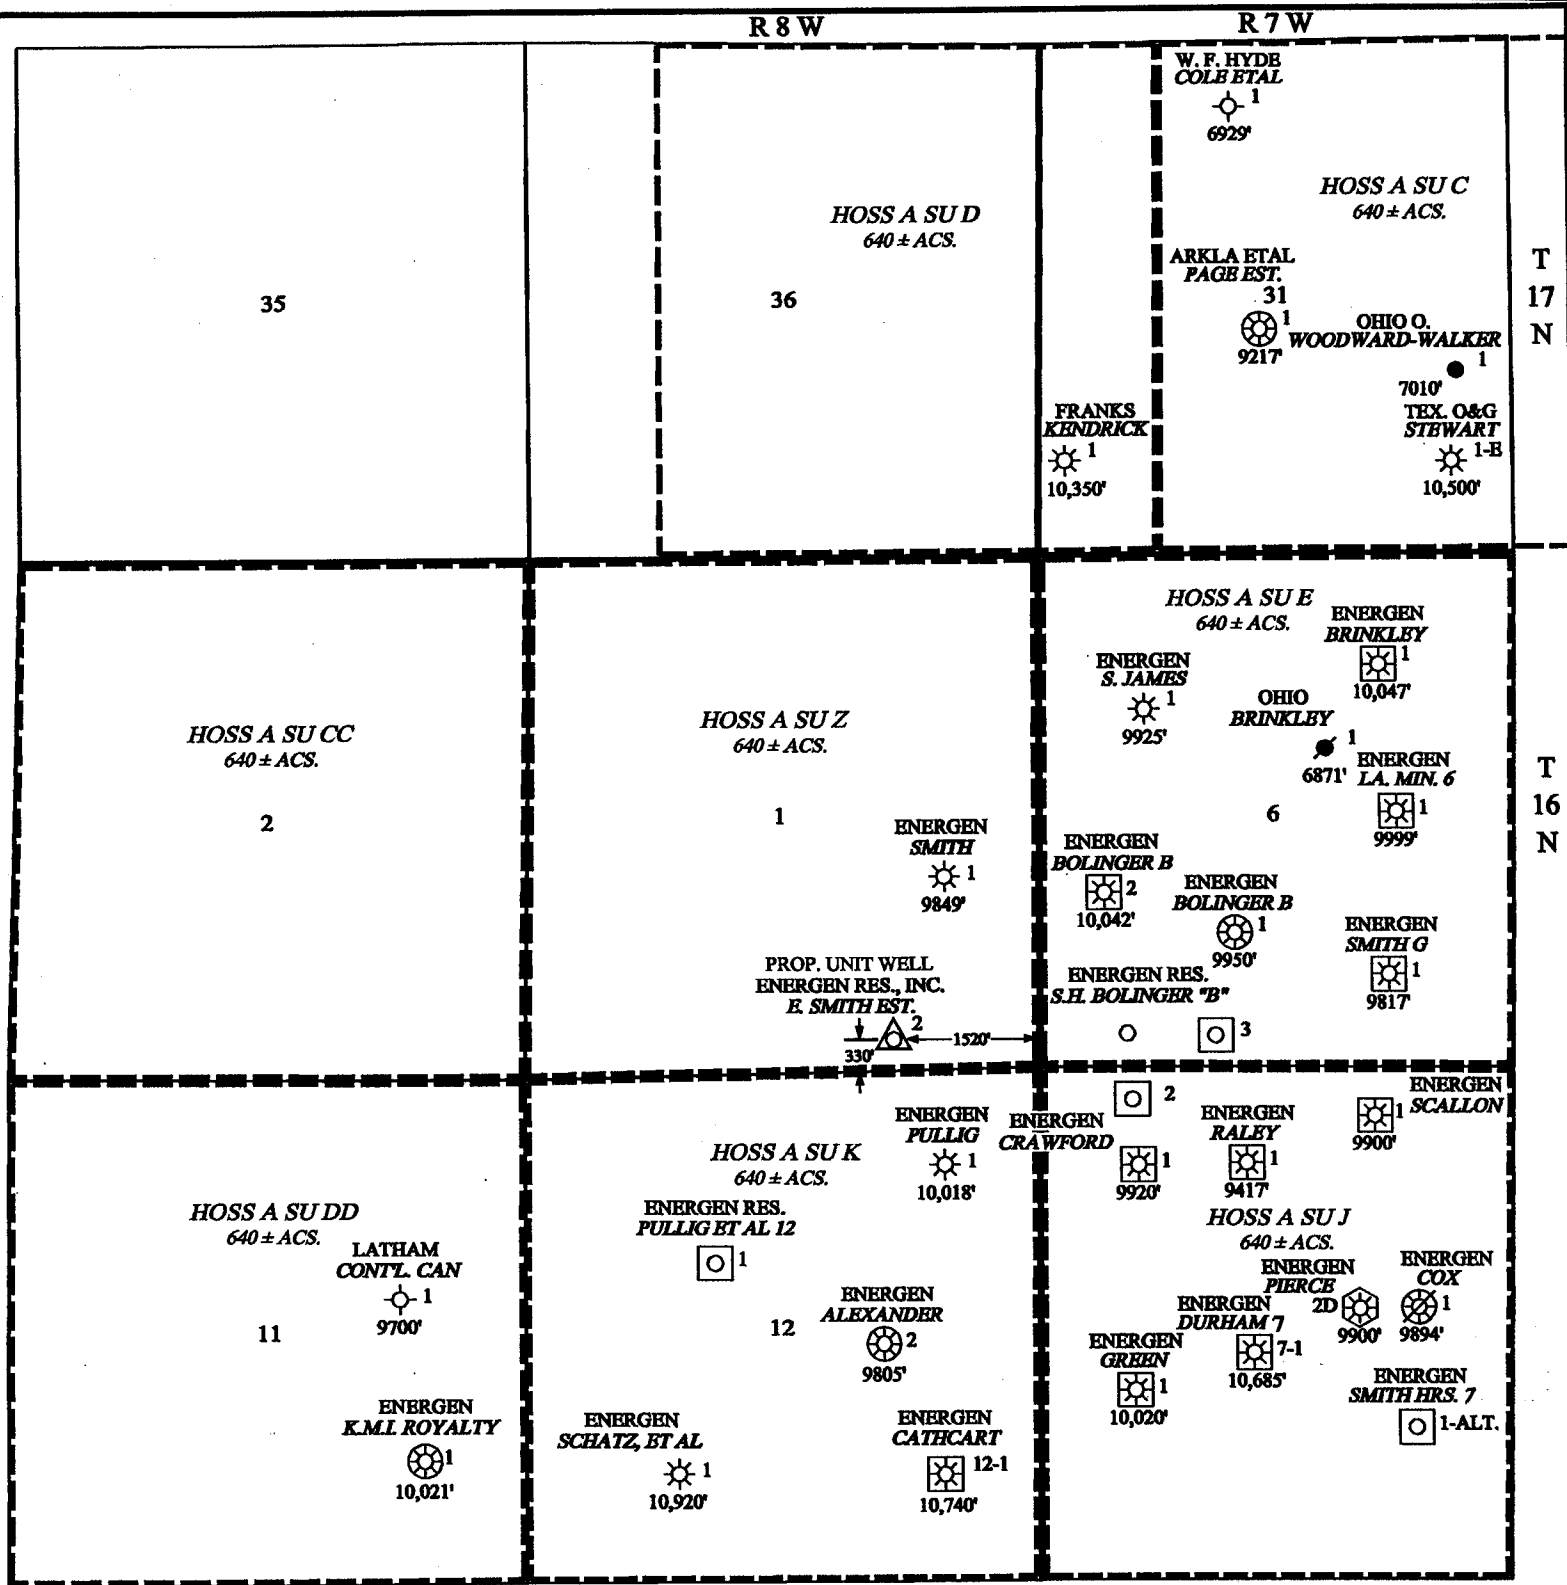 R 8 W
R 7 W
W. F. HYDE
COLE ETAL
1
6929'
HOSS A SU C
640 ± ACS.
HOSS A SU D
640 ± ACS.
ARKLA ETAL
PAGE EST.
31
1
9217'
OHIO O.
WOODWARD-WALKER
1
7010'
T
17
N
35
36
FRANKS
KENDRICK
1
10,350'
TEX. O&G
STEWART
1-E
10,500'
HOSS A SU CC
640 ± ACS.
2
HOSS A SU Z
640 ± ACS.
1
ENERGEN
SMITH
1
9849'
PROP. UNIT WELL
ENERGEN RES., INC.
E. SMITH EST.
2
1520'
330'
HOSS A SU E
640 ± ACS.
ENERGEN
BRINKLEY
1
10,047'
ENERGEN
S. JAMES
1
9925'
OHIO
BRINKLEY
1
6871'
ENERGEN
LA. MIN. 6
1
9999'
6
T
16
N
ENERGEN
BOLINGER B
2
10,042'
ENERGEN
BOLINGER B
1
9950'
ENERGEN
SMITH G
1
9817'
ENERGEN RES.
S.H. BOLINGER "B"
3
HOSS A SU DD
640 ± ACS.
LATHAM
CONT'L. CAN
1
9700'
11
ENERGEN
K.M.I. ROYALTY
1
10,021'
HOSS A SU K
640 ± ACS.
ENERGEN
PULLIG
1
10,018'
ENERGEN RES.
PULLIG ET AL 12
1
12
ENERGEN
ALEXANDER
2
9805'
ENERGEN
SCHATZ, ET AL
1
10,920'
ENERGEN
CATHCART
12-1
10,740'
2
ENERGEN
CRAWFORD
1
9920'
ENERGEN
RALEY
1
9417'
ENERGEN
SCALLON
1
9900'
HOSS A SU J
640 ± ACS.
ENERGEN
PIERCE
2D
9900'
ENERGEN
COX
1
9894'
ENERGEN
DURHAM 7
7-1
10,685'
ENERGEN
GREEN
1
10,020'
ENERGEN
SMITH HRS. 7
1-ALT.